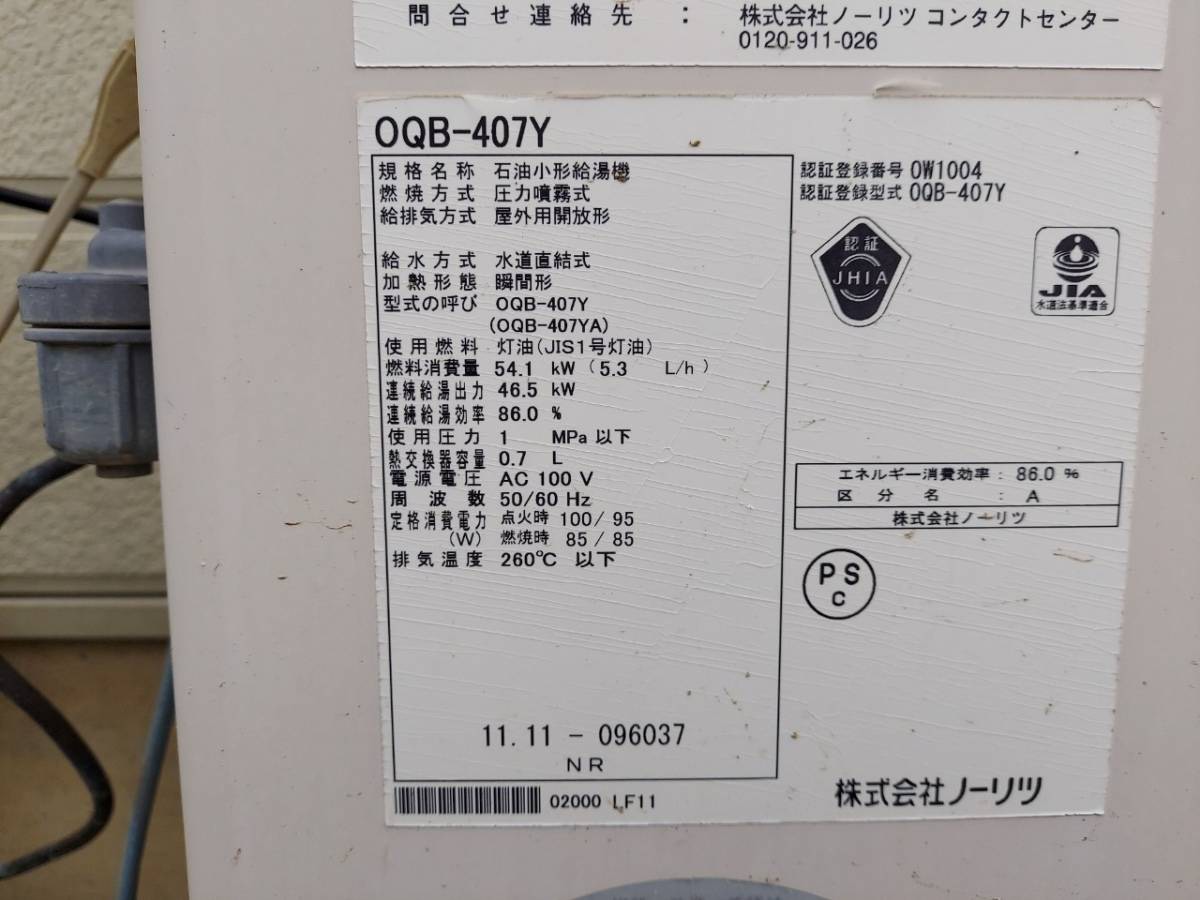 問合せ連絡先 : 株式会社ノーリツ コンタクトセンター
0120-911-026
OQB-407Y
規格名称 石油小形給湯機
燃焼方式 圧力噴霧式
給排気方式 屋外用開放形
給水方式 水道直結式
加熱形態 瞬間形
型式の呼び OQB-407Y
(OQB-407YA)
使用燃料 灯油(JIS1号灯油)
燃料消費量 54.1 kW (5.3 L/h)
連続給湯出力 46.5 kW
連続給湯効率 86.0 %
使用圧力 1 MPa 以下
熱交換器容量 0.7 L
電源電圧 AC 100 V
周波数 50/60 Hz
定格消費電力 点火時 100/ 95
(W) 燃焼時 85 / 85
排気温度 260℃ 以下
11.11 - 096037
NR
02000 LF11
認証登録番号 OW1004
認証登録型式 OQB-407Y
認証
JHIA
JIA
水道法基準適合
エネルギー消費効率 : 86.0 %
区分名 : A
株式会社ノーリツ
PS
C
株式会社ノーリツ